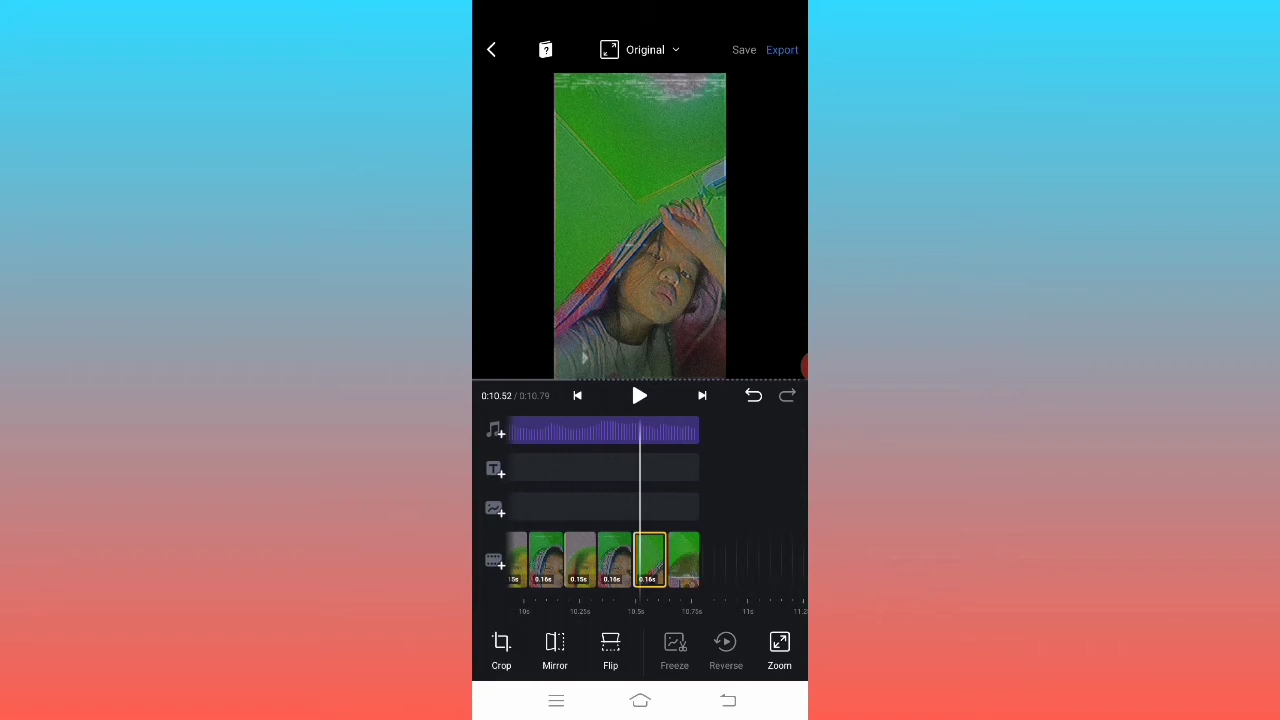 Original
Save Export
0:10.52 / 0:10.79
15s 0.16s 0.15s 0.16s 0.16s
10s 10.25s 10.5s 10.75s 11s 11.2
Crop Mirror Flip Freeze Reverse Zoom